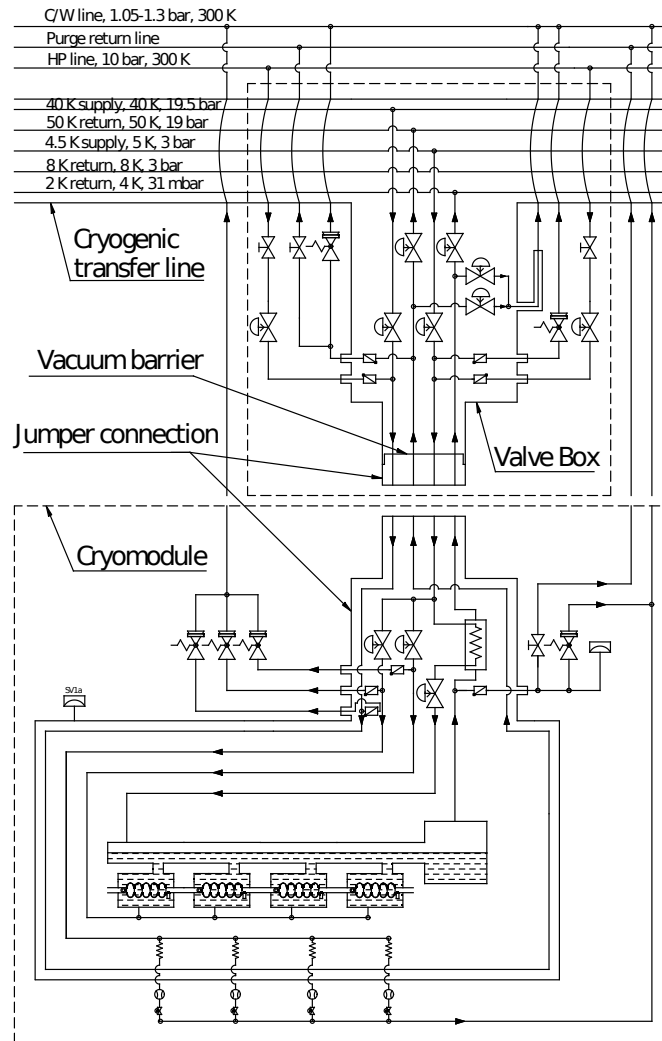 C/W line, 1.05-1.3 bar, 300 K
Purge return line
HP line, 10 bar, 300 K
40 K supply, 40 K, 19.5 bar
50 K return, 50 K, 19 bar
4.5 K supply, 5 K, 3 bar
8 K return, 8 K, 3 bar
2 K return, 4 K, 31 mbar
Cryogenic
transfer line
Vacuum barrier
Jumper connection
Valve Box
Cryomodule
SV1a